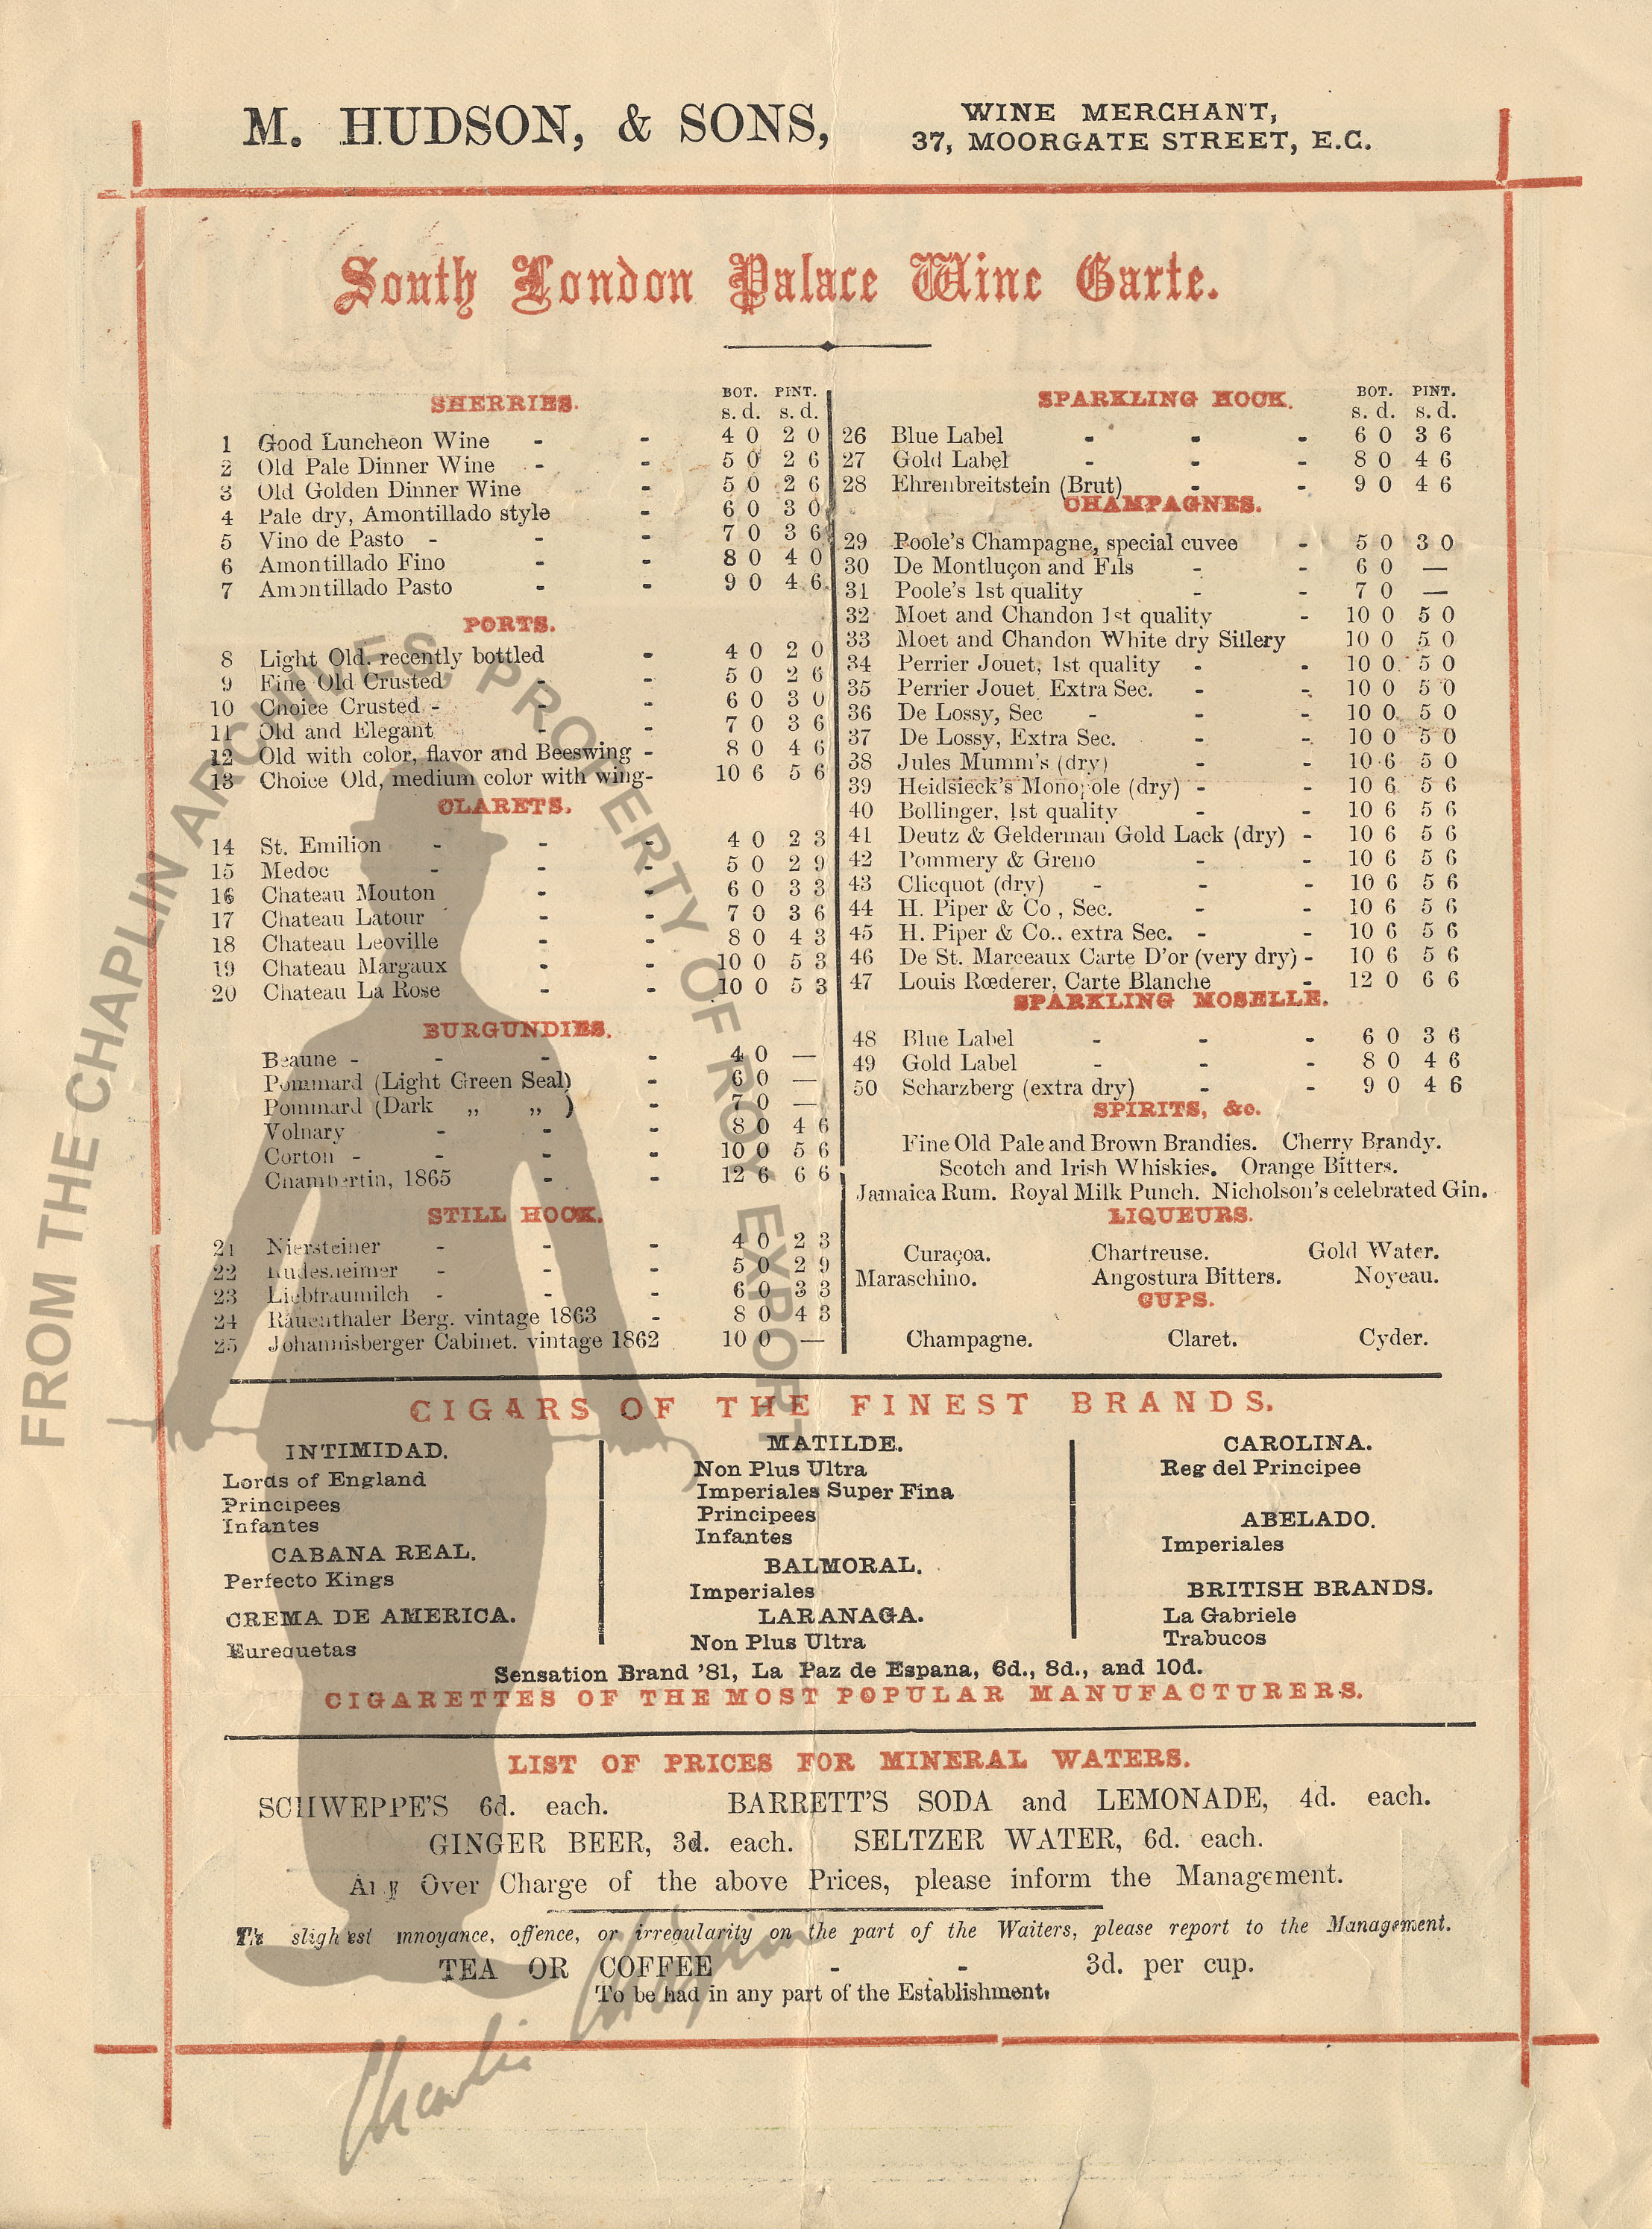 M. HUDSON, & SONS,
WINE MERCHANT,
37, MOORGATE STREET, E.C.
South London Palace Wine Carte.
SHERRIES.
BOT. PINT.
s. d. s. d.
1 Good Luncheon Wine - - 4 0 2 0
2 Old Pale Dinner Wine - - 5 0 2 6
3 Old Golden Dinner Wine - 5 0 2 6
4 Pale dry, Amontillado style - 6 0 3 0
5 Vino de Pasto - - - 7 0 3 6
6 Amontillado Fino - - 8 0 4 0
7 Amontillado Pasto - - 9 0 4 6
PORTS.
8 Light Old, recently bottled - 4 0 2 0
9 Fine Old Crusted - - 5 0 2 6
10 Choice Crusted - - - 6 0 3 0
11 Old and Elegant - - 7 0 3 6
12 Old with color, flavor and Beeswing - 8 0 4 6
13 Choice Old, medium color with wing- 10 6 5 6
CLARETS.
14 St. Emilion - - - 4 0 2 3
15 Medoc - - - 5 0 2 9
16 Chateau Mouton - - 6 0 3 3
17 Chateau Latour - - 7 0 3 6
18 Chateau Leoville - - 8 0 4 3
19 Chateau Margaux - - 10 0 5 3
20 Chateau La Rose - - 10 0 5 3
BURGUNDIES.
Beaune - - - - 4 0 —
Pommard (Light Green Seal) - 6 0 —
Pommard (Dark „ „ ) - 7 0 —
Volnary - - - 8 0 4 6
Corton - - - - 10 0 5 6
Chambertin, 1865 - - 12 6 6 6
STILL HOCK.
21 Niersteiner - - - 4 0 2 3
22 Rudesheimer - - - 5 0 2 9
23 Liebtraumilch - - - 6 0 3 3
24 Rauenthaler Berg. vintage 1863 - 8 0 4 3
25 Johannisberger Cabinet. vintage 1862 10 0 —
SPARKLING HOCK.
BOT. PINT.
s. d. s. d.
26 Blue Label - - - 6 0 3 6
27 Gold Label - - - 8 0 4 6
28 Ehrenbreitstein (Brut) - - 9 0 4 6
CHAMPAGNES.
29 Poole's Champagne, special cuvee - 5 0 3 0
30 De Montluçon and Fils - - 6 0 —
31 Poole's 1st quality - - 7 0 —
32 Moet and Chandon 1st quality - 10 0 5 0
33 Moet and Chandon White dry Sillery 10 0 5 0
34 Perrier Jouet, 1st quality - - 10 0 5 0
35 Perrier Jouet, Extra Sec. - - 10 0 5 0
36 De Lossy, Sec - - - 10 0 5 0
37 De Lossy, Extra Sec. - - 10 0 5 0
38 Jules Mumm's (dry) - - 10 6 5 0
39 Heidsieck's Monopole (dry) - - 10 6 5 6
40 Bollinger, 1st quality - - 10 6 5 6
41 Deutz & Gelderman Gold Lack (dry) - 10 6 5 6
42 Pommery & Greno - - 10 6 5 6
43 Clicquot (dry) - - - 10 6 5 6
44 H. Piper & Co , Sec. - - 10 6 5 6
45 H. Piper & Co., extra Sec. - - 10 6 5 6
46 De St. Marceaux Carte D'or (very dry) - 10 6 5 6
47 Louis Rœderer, Carte Blanche - 12 0 6 6
SPARKLING MOSELLE.
48 Blue Label - - - 6 0 3 6
49 Gold Label - - - 8 0 4 6
50 Scharzberg (extra dry) - - 9 0 4 6
SPIRITS, &c.
Fine Old Pale and Brown Brandies. Cherry Brandy.
Scotch and Irish Whiskies. Orange Bitters.
Jamaica Rum. Royal Milk Punch. Nicholson's celebrated Gin.
LIQUEURS.
Curaçoa. Chartreuse. Gold Water.
Maraschino. Angostura Bitters. Noyeau.
CUPS.
Champagne. Claret. Cyder.
CIGARS OF THE FINEST BRANDS.
INTIMIDAD.
Lords of England
Principees
Infantes
CABANA REAL.
Perfecto Kings
CREMA DE AMERICA.
Eurequetas
MATILDE.
Non Plus Ultra
Imperiales Super Fina
Principees
Infantes
BALMORAL.
Imperiales
LARANAGA.
Non Plus Ultra
CAROLINA.
Reg del Principee
ABELADO.
Imperiales
BRITISH BRANDS.
La Gabriele
Trabucos
Sensation Brand '81, La Paz de Espana, 6d., 8d., and 10d.
CIGARETTES OF THE MOST POPULAR MANUFACTURERS.
LIST OF PRICES FOR MINERAL WATERS.
SCHWEPPE'S 6d. each. BARRETT'S SODA and LEMONADE, 4d. each.
GINGER BEER, 3d. each. SELTZER WATER, 6d. each.
Any Over Charge of the above Prices, please inform the Management.
The slightest annoyance, offence, or irregularity on the part of the Waiters, please report to the Management.
TEA OR COFFEE - - 3d. per cup.
To be had in any part of the Establishment.
FROM THE CHAPLIN ARCHIVES, PROPERTY OF ROY EXPORT
Charlie Chaplin